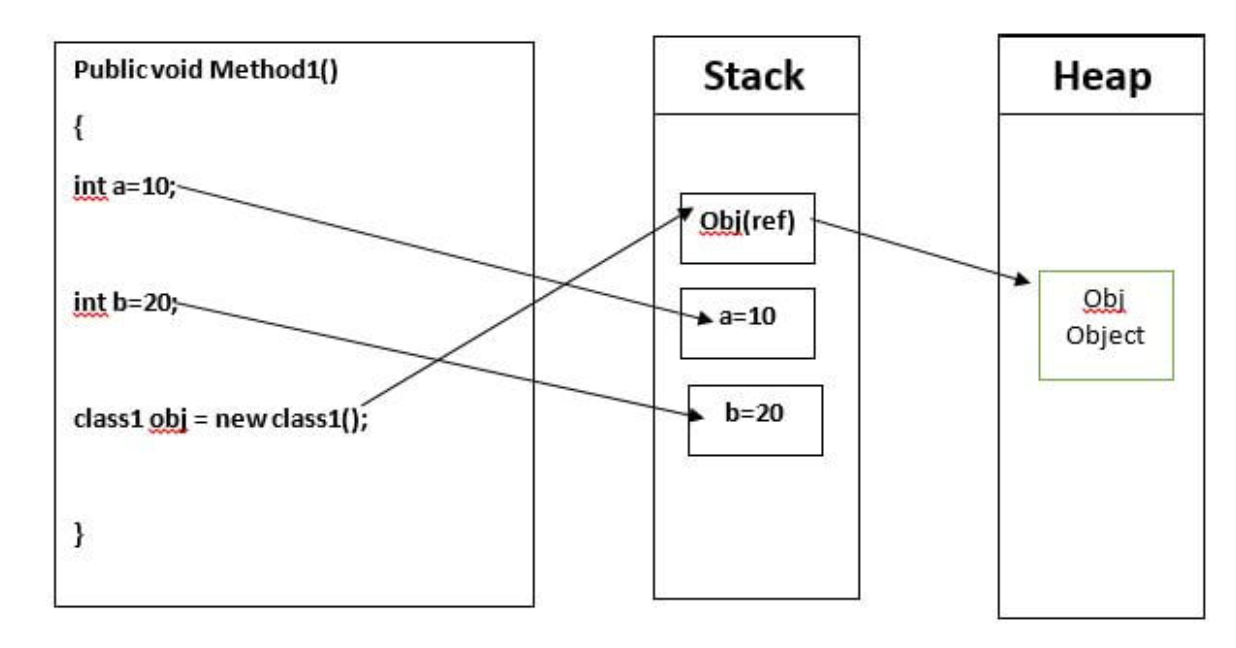 Public void Method1()
{
int a=10;
int b=20;
class1 obj = new class1();
}
Stack
Obj(ref)
a=10
b=20
Heap
Obj
Object